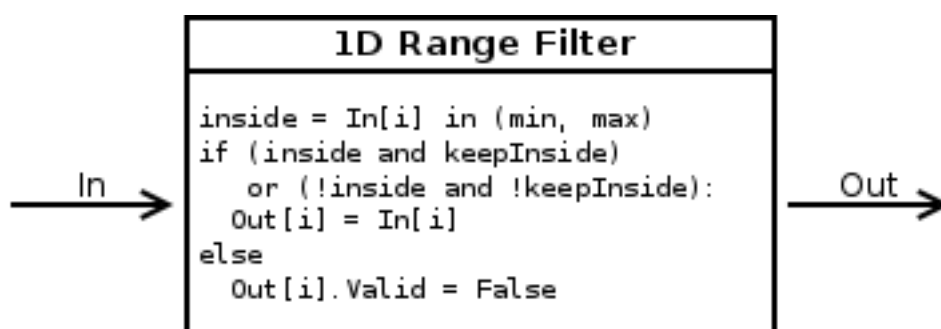 1D Range Filter
inside = In[i] in (min, max)
if (inside and keepInside)
or (!inside and !keepInside):
In
Out
Out[i] = In[i]
else
Out[i].Valid = False